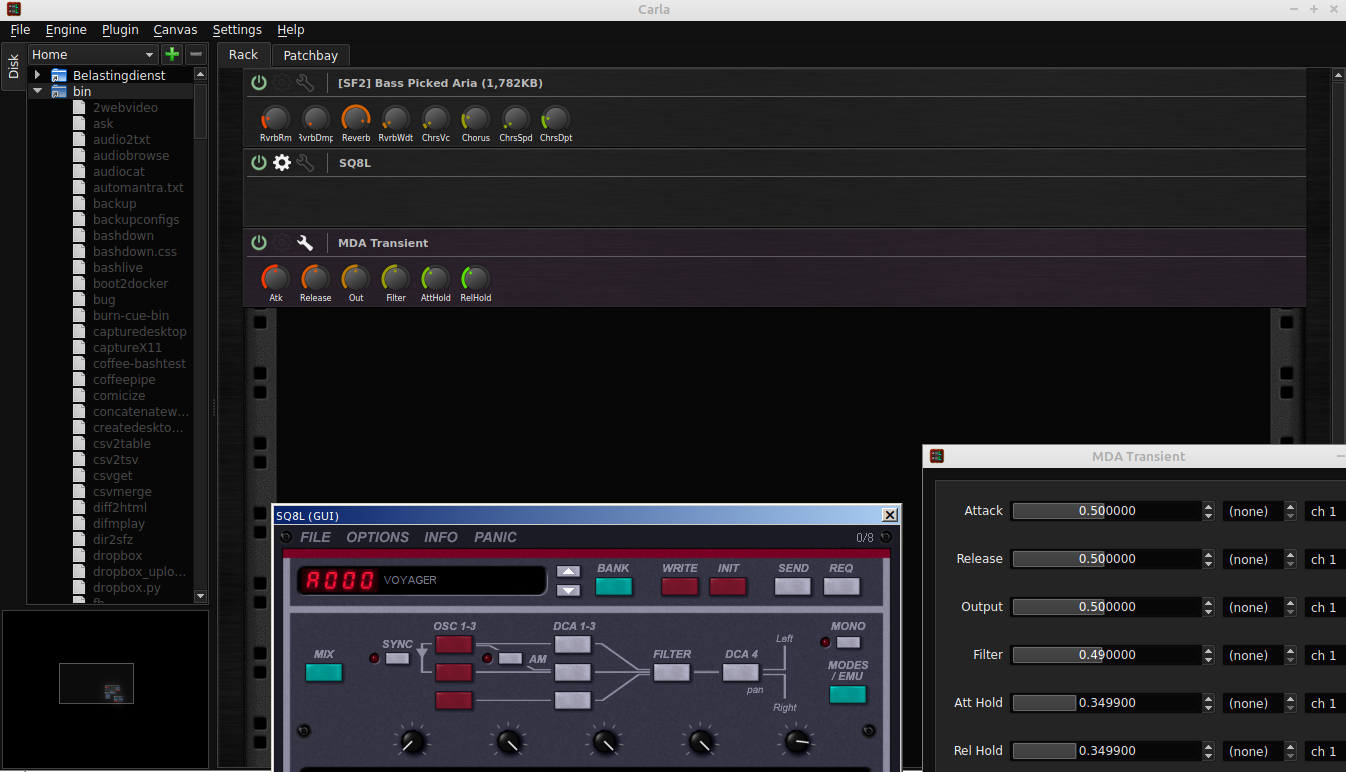 Carla
File Engine Plugin Canvas Settings Help
Disk
Home
Rack Patchbay
Belastingdienst
bin
2webvideo
ask
audio2txt
audiobrowse
audiocat
automantra.txt
backup
backupconfigs
bashdown
bashdown.css
bashlive
boot2docker
bug
burn-cue-bin
capturedesktop
captureX11
coffee-bashtest
coffeepipe
comicize
concatenatew...
createdeskto...
csv2table
csv2tsv
csvget
csvmerge
diff2html
difmplay
dir2sfz
dropbox
dropbox_uplo...
dropbox.py
[SF2] Bass Picked Aria (1,782KB)
RvrbRm RvrbDmp Reverb RvrbWdt ChrsVc Chorus ChrsSpd ChrsDpt
SQ8L
MDA Transient
Atk Release Out Filter AttHold RelHold
SQ8L (GUI)
FILE OPTIONS INFO PANIC 0/8
A000 VOYAGER
BANK WRITE INIT SEND REQ
OSC 1-3 DCA 1-3 MONO
SYNC Left
MIX AM FILTER DCA 4 MODES
/ EMU
pan
Right
MDA Transient
Attack 0.500000 (none) ch 1
Release 0.500000 (none) ch 1
Output 0.500000 (none) ch 1
Filter 0.490000 (none) ch 1
Att Hold 0.349900 (none) ch 1
Rel Hold 0.349900 (none) ch 1